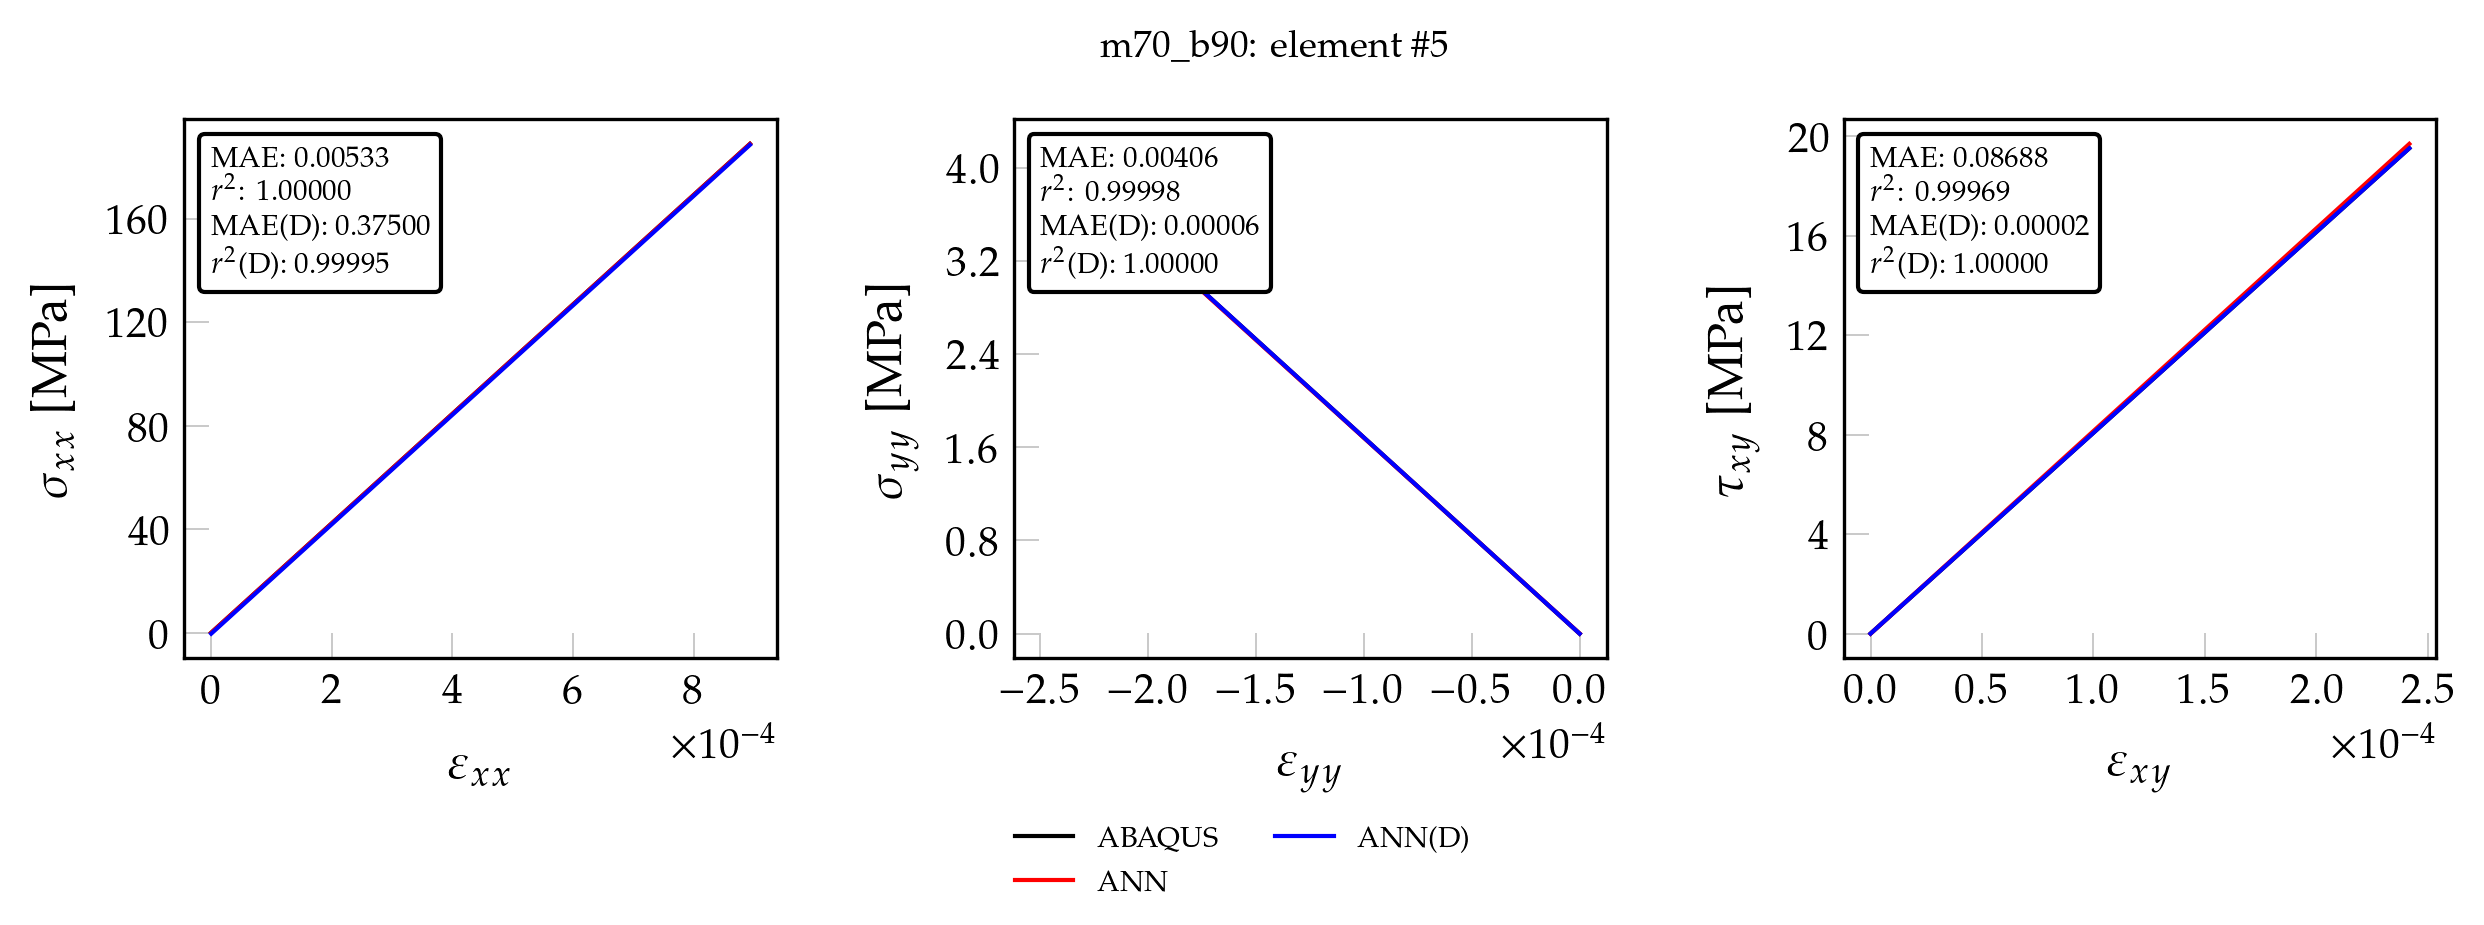 m70_b90: element #5
MAE: 0.00533
r²: 1.00000
MAE(D): 0.37500
r²(D): 0.99995
160
120
80
40
0
σxx [MPa]
0 2 4 6 8
×10⁻⁴
εxx
MAE: 0.00406
r²: 0.99998
MAE(D): 0.00006
r²(D): 1.00000
4.0
3.2
2.4
1.6
0.8
0.0
σyy [MPa]
−2.5 −2.0 −1.5 −1.0 −0.5 0.0
×10⁻⁴
εyy
MAE: 0.08688
r²: 0.99969
MAE(D): 0.00002
r²(D): 1.00000
20
16
12
8
4
0
τxy [MPa]
0.0 0.5 1.0 1.5 2.0 2.5
×10⁻⁴
εxy
ABAQUS
ANN
ANN(D)